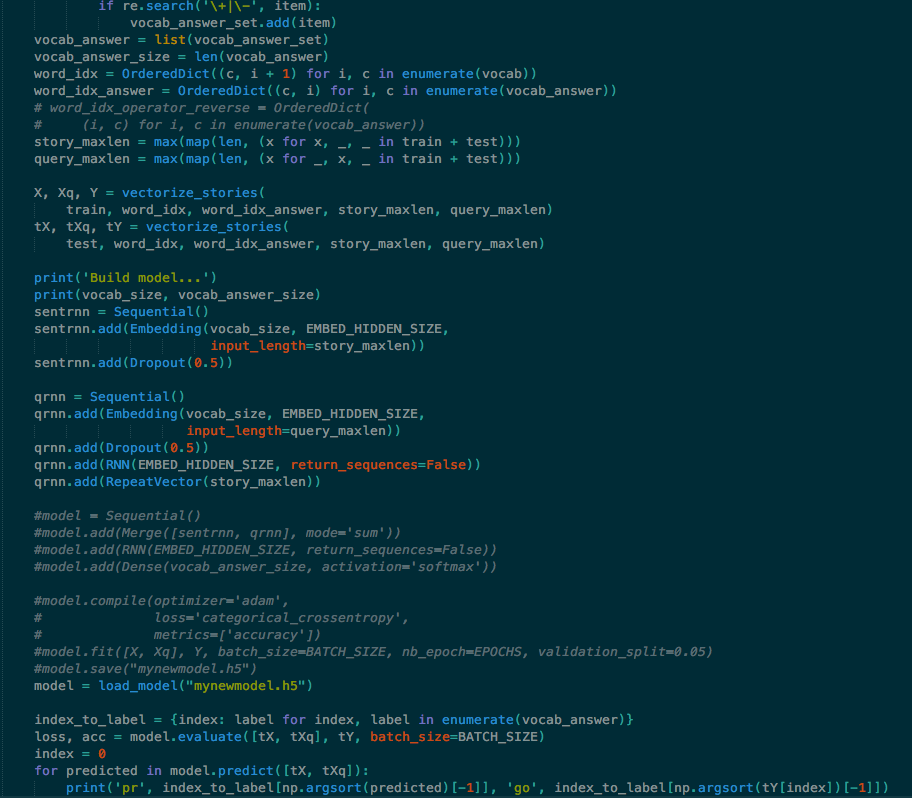 if re.search('\+|\-', item):
vocab_answer_set.add(item)
vocab_answer = list(vocab_answer_set)
vocab_answer_size = len(vocab_answer)
word_idx = OrderedDict((c, i + 1) for i, c in enumerate(vocab))
word_idx_answer = OrderedDict((c, i) for i, c in enumerate(vocab_answer))
# word_idx_operator_reverse = OrderedDict(
#     (i, c) for i, c in enumerate(vocab_answer))
story_maxlen = max(map(len, (x for x, _, _ in train + test)))
query_maxlen = max(map(len, (x for _, x, _ in train + test)))
X, Xq, Y = vectorize_stories(
train, word_idx, word_idx_answer, story_maxlen, query_maxlen)
tX, tXq, tY = vectorize_stories(
test, word_idx, word_idx_answer, story_maxlen, query_maxlen)
print('Build model...')
print(vocab_size, vocab_answer_size)
sentrnn = Sequential()
sentrnn.add(Embedding(vocab_size, EMBED_HIDDEN_SIZE,
input_length=story_maxlen))
sentrnn.add(Dropout(0.5))
qrnn = Sequential()
qrnn.add(Embedding(vocab_size, EMBED_HIDDEN_SIZE,
input_length=query_maxlen))
qrnn.add(Dropout(0.5))
qrnn.add(RNN(EMBED_HIDDEN_SIZE, return_sequences=False))
qrnn.add(RepeatVector(story_maxlen))
#model = Sequential()
#model.add(Merge([sentrnn, qrnn], mode='sum'))
#model.add(RNN(EMBED_HIDDEN_SIZE, return_sequences=False))
#model.add(Dense(vocab_answer_size, activation='softmax'))
#model.compile(optimizer='adam',
#              loss='categorical_crossentropy',
#              metrics=['accuracy'])
#model.fit([X, Xq], Y, batch_size=BATCH_SIZE, nb_epoch=EPOCHS, validation_split=0.05)
#model.save("mynewmodel.h5")
model = load_model("mynewmodel.h5")
index_to_label = {index: label for index, label in enumerate(vocab_answer)}
loss, acc = model.evaluate([tX, tXq], tY, batch_size=BATCH_SIZE)
index = 0
for predicted in model.predict([tX, tXq]):
print('pr', index_to_label[np.argsort(predicted)[-1]], 'go', index_to_label[np.argsort(tY[index])[-1]])